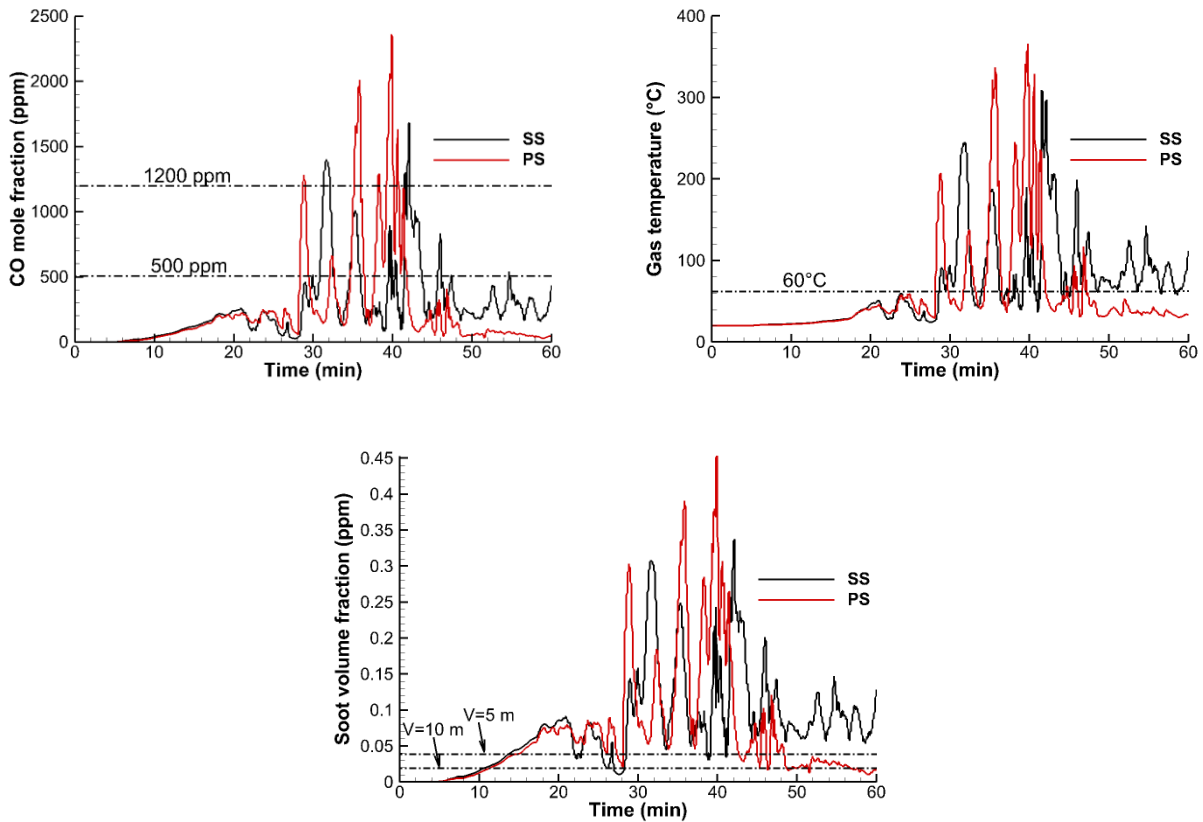 CO mole fraction (ppm)
2500
2000
1500
1000
500
0
1200 ppm
500 ppm
SS
PS
0 10 20 30 40 50 60
Time (min)
Gas temperature (°C)
400
300
200
100
0
60°C
SS
PS
0 10 20 30 40 50 60
Time (min)
Soot volume fraction (ppm)
0.45
0.4
0.35
0.3
0.25
0.2
0.15
0.1
0.05
0
V=10 m
V=5 m
SS
PS
0 10 20 30 40 50 60
Time (min)